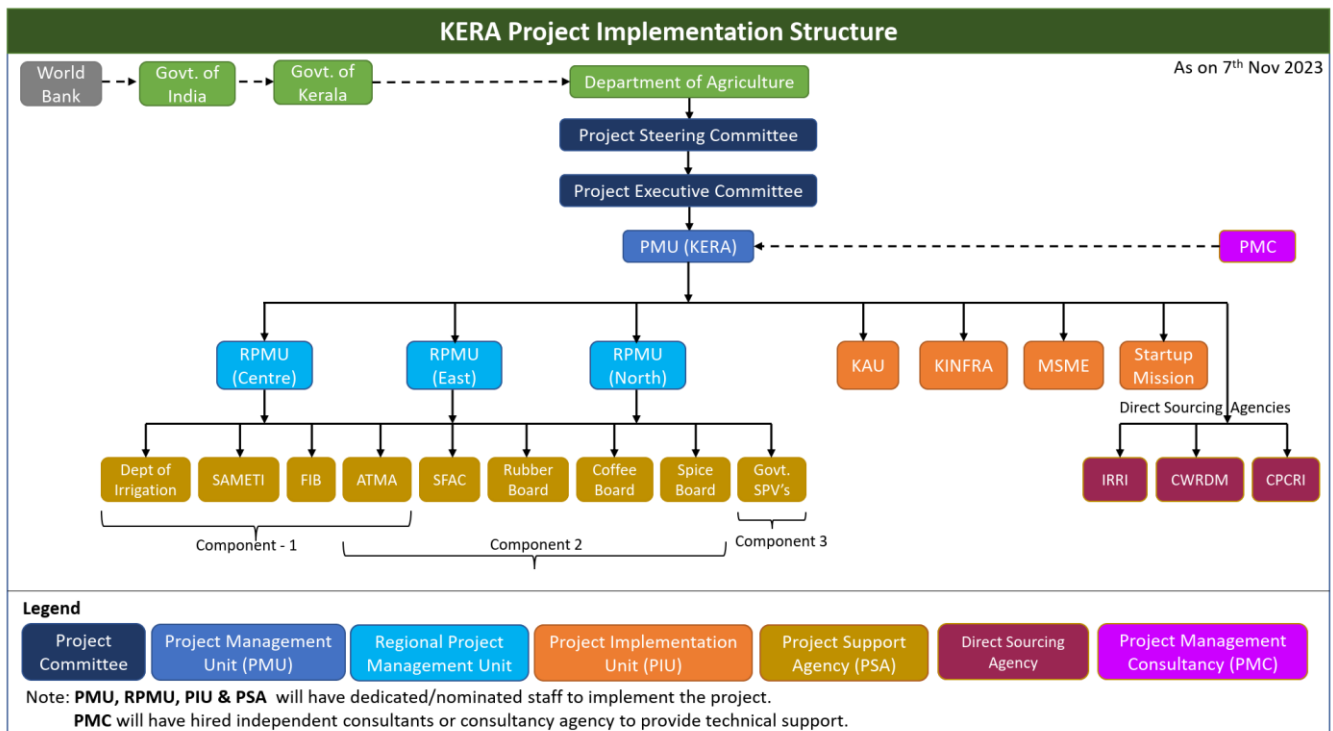 KERA Project Implementation Structure
As on 7th Nov 2023
World
Bank
Govt. of
India
Govt. of
Kerala
Department of Agriculture
Project Steering Committee
Project Executive Committee
PMU (KERA)
PMC
RPMU
(Centre)
RPMU
(East)
RPMU
(North)
KAU
KINFRA
MSME
Startup
Mission
Direct Sourcing Agencies
Dept of
Irrigation
SAMETI
FIB
ATMA
SFAC
Rubber
Board
Coffee
Board
Spice
Board
Govt.
SPV's
IRRI
CWRDM
CPCRI
Component - 1
Component 2
Component 3
Legend
Project
Committee
Project Management
Unit (PMU)
Regional Project
Management Unit
Project Implementation
Unit (PIU)
Project Support
Agency (PSA)
Direct Sourcing
Agency
Project Management
Consultancy (PMC)
Note: PMU, RPMU, PIU & PSA will have dedicated/nominated staff to implement the project.
PMC will have hired independent consultants or consultancy agency to provide technical support.